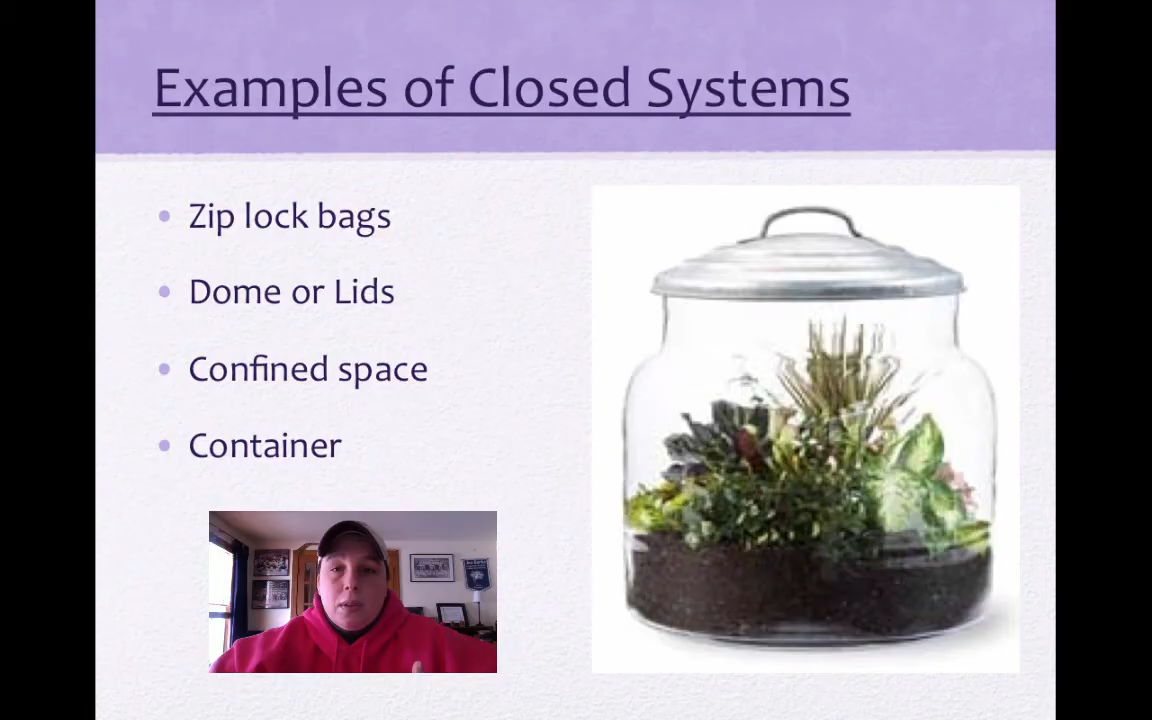 Examples of Closed Systems
Zip lock bags
Dome or Lids
Confined space
Container